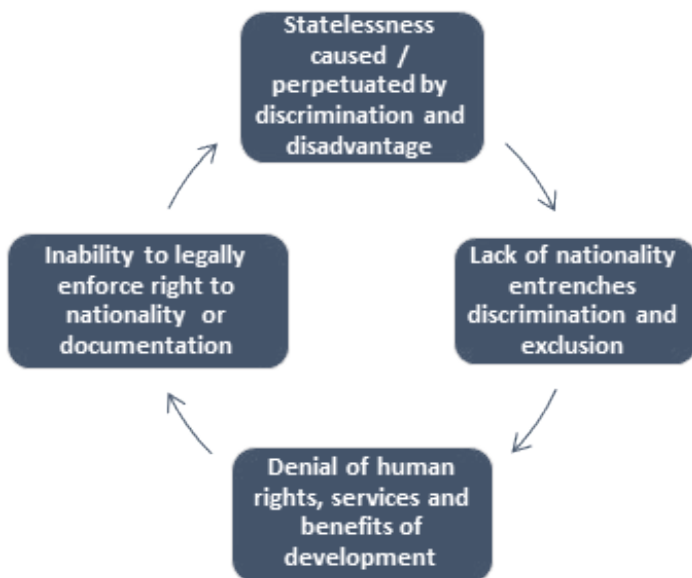 Statelessness
caused /
perpetuated by
discrimination and
disadvantage
Lack of nationality
entrenches
discrimination and
exclusion
Denial of human
rights, services and
benefits of
development
Inability to legally
enforce right to
nationality or
documentation